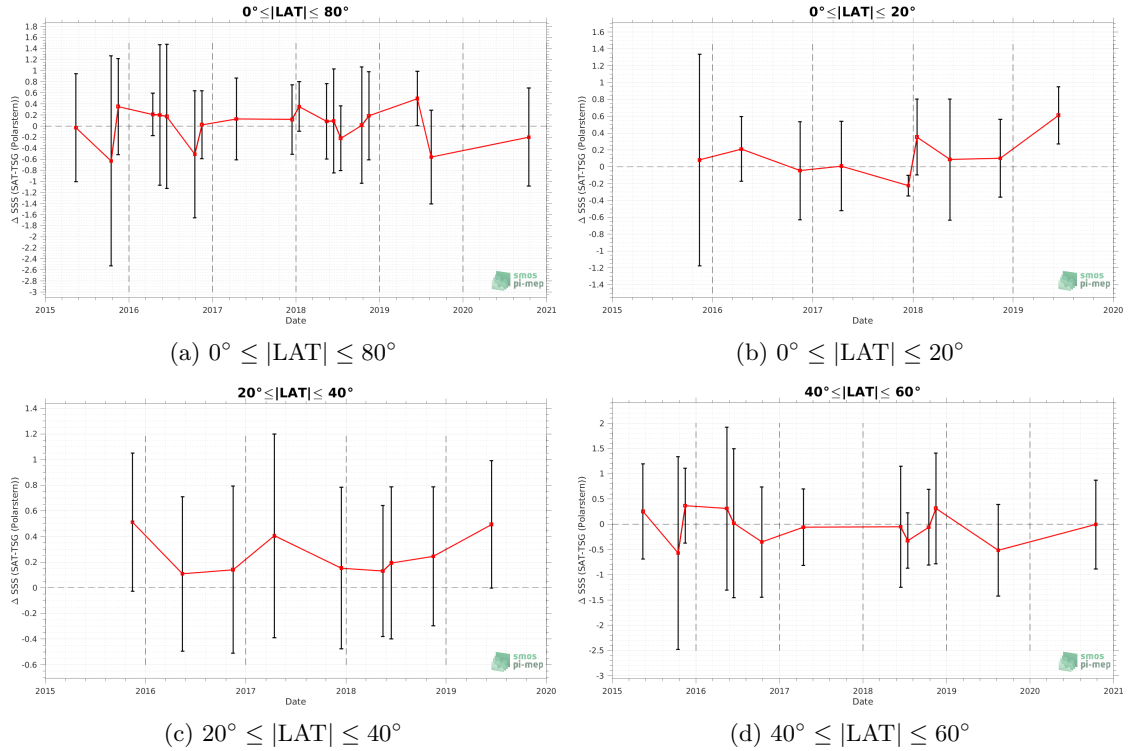 0°≤|LAT|≤ 80°
Δ SSS (SAT-TSG (Polarstern))
1.8
1.6
1.4
1.2
1
0.8
0.6
0.4
0.2
0
-0.2
-0.4
-0.6
-0.8
-1
-1.2
-1.4
-1.6
-1.8
-2
-2.2
-2.4
-2.6
-2.8
-3
2015 2016 2017 2018 2019 2020 2021
Date
smos
pi-mep
(a) 0° ≤ |LAT| ≤ 80°
0°≤|LAT|≤ 20°
Δ SSS (SAT-TSG (Polarstern))
1.6
1.4
1.2
1
0.8
0.6
0.4
0.2
0
-0.2
-0.4
-0.6
-0.8
-1
-1.2
-1.4
2015 2016 2017 2018 2019 2020
Date
smos
pi-mep
(b) 0° ≤ |LAT| ≤ 20°
20°≤|LAT|≤ 40°
Δ SSS (SAT-TSG (Polarstern))
1.4
1.2
1
0.8
0.6
0.4
0.2
0
-0.2
-0.4
-0.6
2015 2016 2017 2018 2019 2020
Date
smos
pi-mep
(c) 20° ≤ |LAT| ≤ 40°
40°≤|LAT|≤ 60°
Δ SSS (SAT-TSG (Polarstern))
2
1.5
1
0.5
0
-0.5
-1
-1.5
-2
-2.5
-3
2015 2016 2017 2018 2019 2020 2021
Date
smos
pi-mep
(d) 40° ≤ |LAT| ≤ 60°